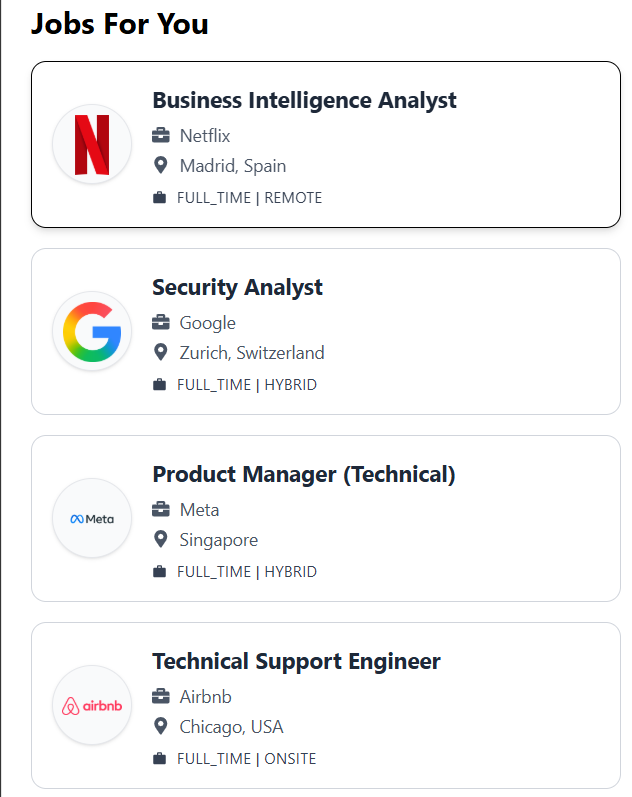 Jobs For You
Business Intelligence Analyst
Netflix
Madrid, Spain
FULL_TIME | REMOTE
Security Analyst
Google
Zurich, Switzerland
FULL_TIME | HYBRID
Product Manager (Technical)
Meta
Meta
Singapore
FULL_TIME | HYBRID
Technical Support Engineer
airbnb
Airbnb
Chicago, USA
FULL_TIME | ONSITE